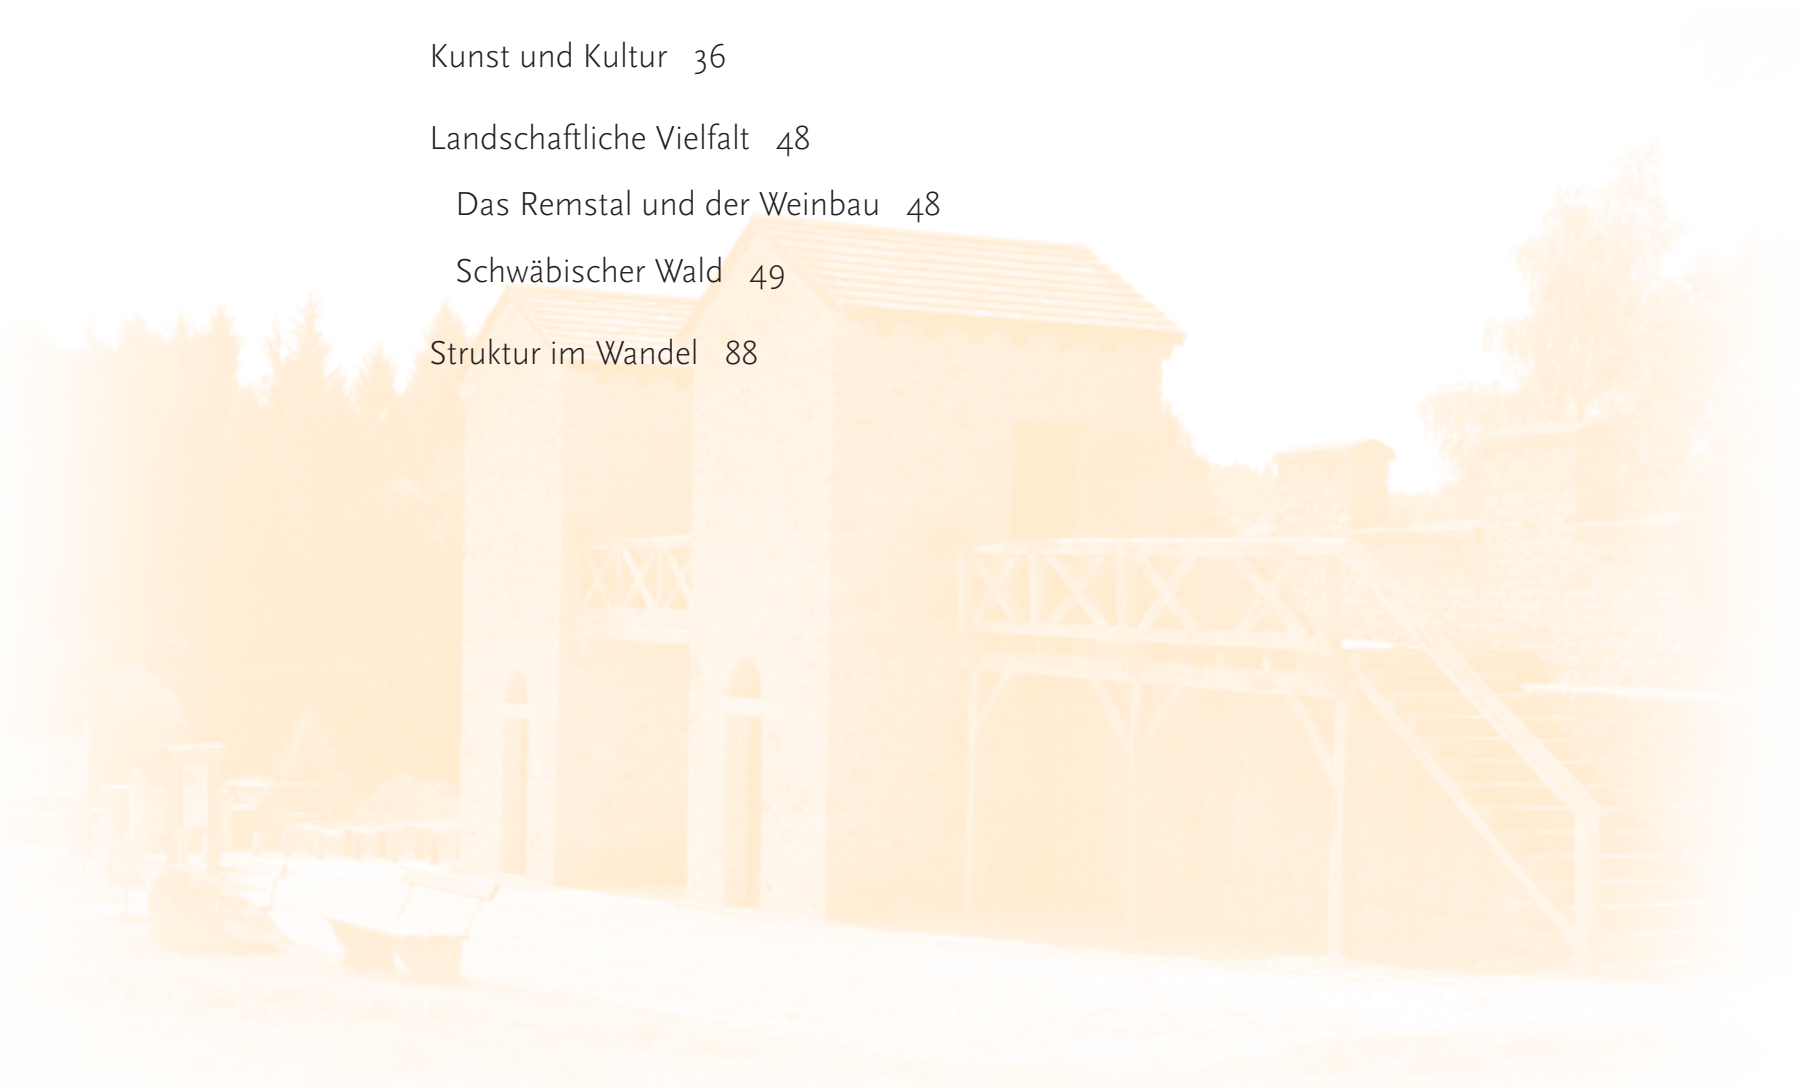 Kunst und Kultur 36
Landschaftliche Vielfalt 48
Das Remstal und der Weinbau 48
Schwäbischer Wald 49
Struktur im Wandel 88